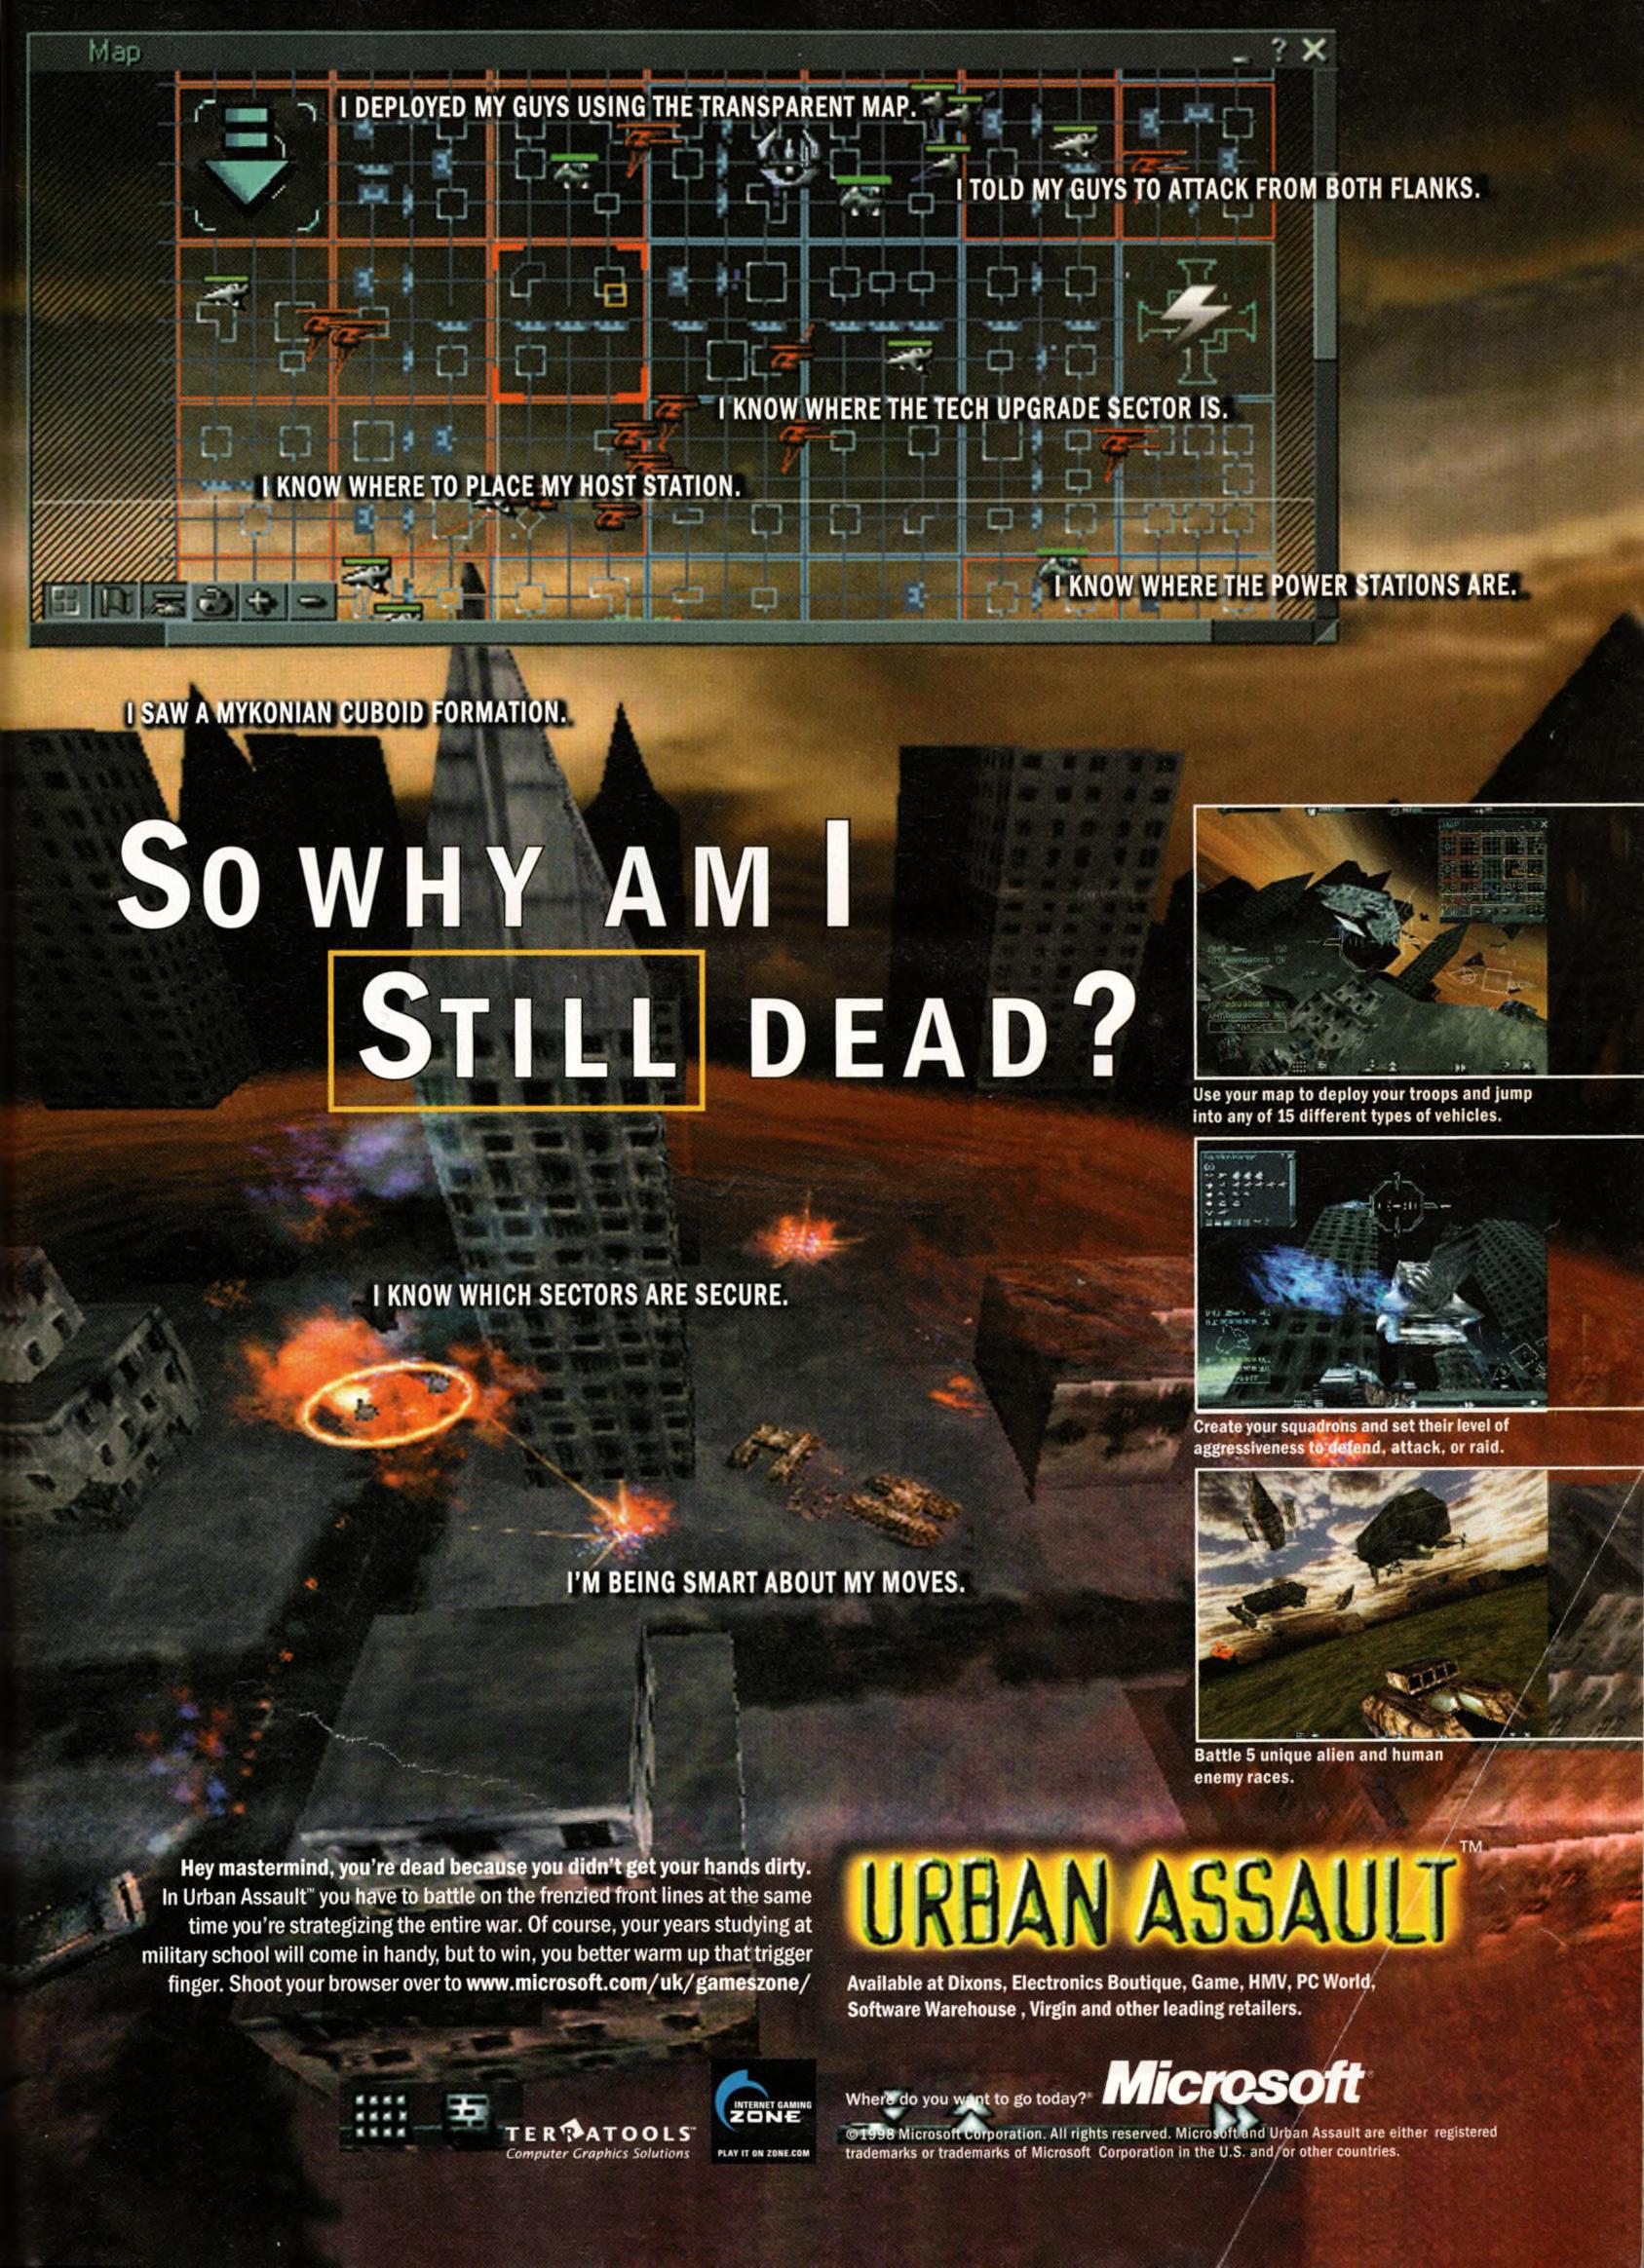 Map
? X
I DEPLOYED MY GUYS USING THE TRANSPARENT MAP.
I TOLD MY GUYS TO ATTACK FROM BOTH FLANKS.
I KNOW WHERE THE TECH UPGRADE SECTOR IS.
I KNOW WHERE TO PLACE MY HOST STATION.
I KNOW WHERE THE POWER STATIONS ARE.
I SAW A MYKONIAN CUBOID FORMATION.
SO WHY AM I
STILL DEAD?
Use your map to deploy your troops and jump
into any of 15 different types of vehicles.
I KNOW WHICH SECTORS ARE SECURE.
Create your squadrons and set their level of
aggressiveness to defend, attack, or raid.
I'M BEING SMART ABOUT MY MOVES.
Battle 5 unique alien and human
enemy races.
Hey mastermind, you're dead because you didn't get your hands dirty.
In Urban Assault™ you have to battle on the frenzied front lines at the same
time you're strategizing the entire war. Of course, your years studying at
military school will come in handy, but to win, you better warm up that trigger
finger. Shoot your browser over to www.microsoft.com/uk/gameszone/
URBAN ASSAULT™
Available at Dixons, Electronics Boutique, Game, HMV, PC World,
Software Warehouse , Virgin and other leading retailers.
TERRATOOLS™
Computer Graphics Solutions
INTERNET GAMING
ZONE
PLAY IT ON ZONE.COM
Where do you want to go today?® Microsoft®
©1998 Microsoft Corporation. All rights reserved. Microsoft and Urban Assault are either registered
trademarks or trademarks of Microsoft Corporation in the U.S. and/or other countries.